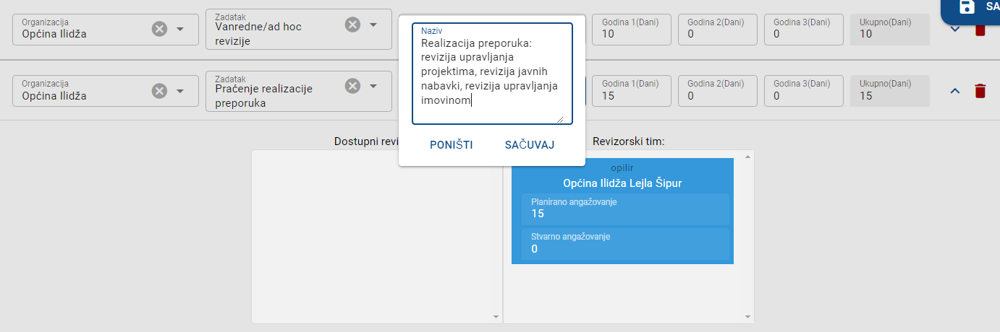 Organizacija
Općina Ilidža
Zadatak
Vanredne/ad hoc
revizije
Godina 1(Dani)
10
Godina 2(Dani)
0
Godina 3(Dani)
0
Ukupno(Dani)
10
SA
Naziv
Realizacija preporuka:
revizija upravljanja
projektima, revizija javnih
nabavki, revizija upravljanja
imovinom
PONIŠTI
SAČUVAJ
Organizacija
Općina Ilidža
Zadatak
Praćenje realizacije
preporuka
Godina 1(Dani)
15
Godina 2(Dani)
0
Godina 3(Dani)
0
Ukupno(Dani)
15
Dostupni revi
Revizorski tim:
opilir
Općina Ilidža Lejla Šipur
Planirano angažovanje
15
Stvarno angažovanje
0